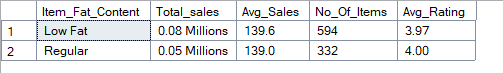 Item_Fat_Content Total_sales Avg_Sales No_Of_Items Avg_Rating
1 Low Fat 0.08 Millions 139.6 594 3.97
2 Regular 0.05 Millions 139.0 332 4.00